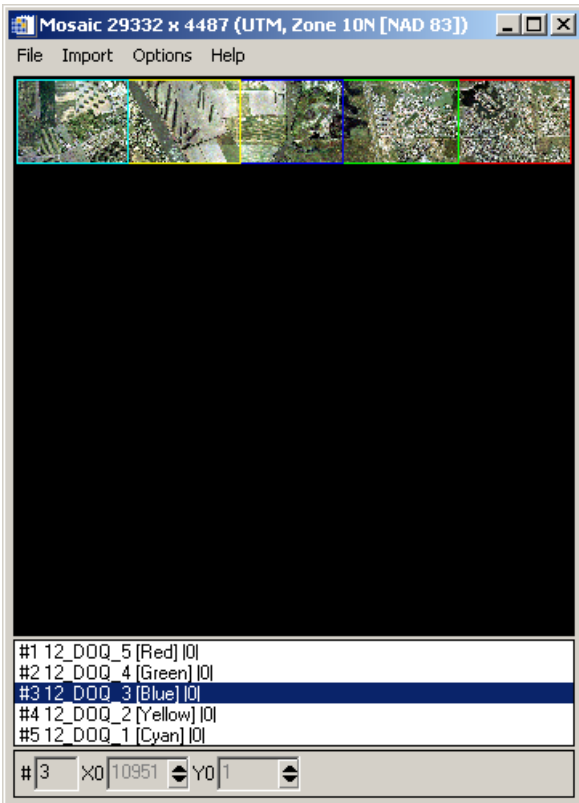 Mosaic 29332 x 4487 (UTM, Zone 10N [NAD 83])
File Import Options Help
#1 12_DOQ_5 [Red] |0|
#2 12_DOQ_4 [Green] |0|
#3 12_DOQ_3 [Blue] |0|
#4 12_DOQ_2 [Yellow] |0|
#5 12_DOQ_1 [Cyan] |0|
# 3 X0 10951 Y0 1